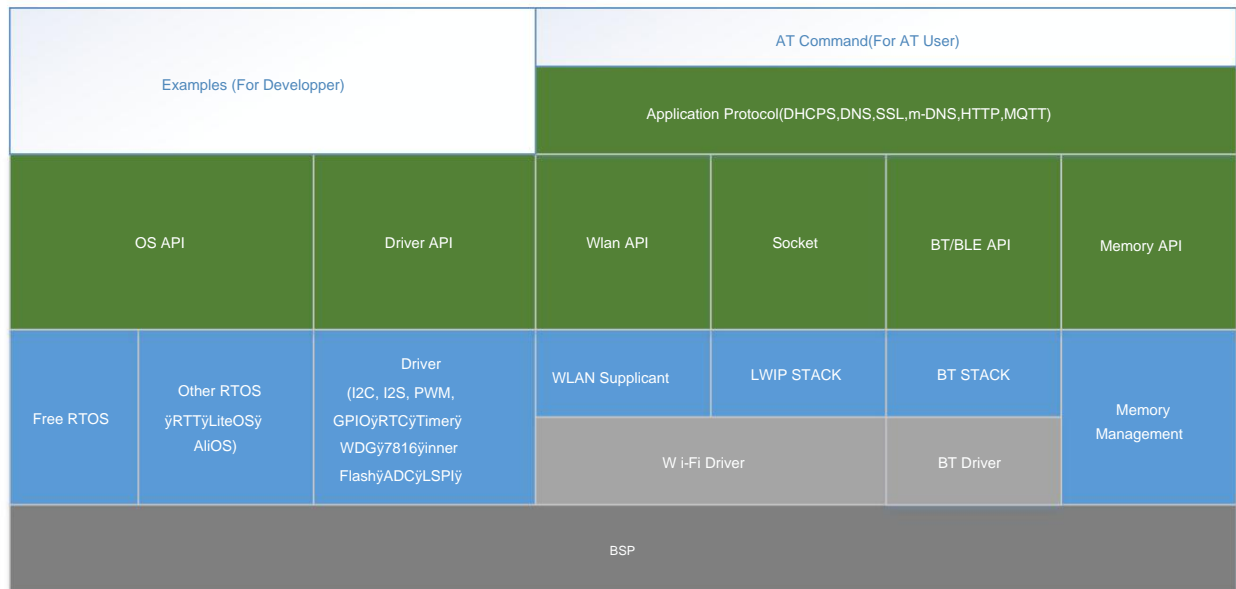 AT Command(For AT User)
Examples (For Developper)
Application Protocol(DHCPS,DNS,SSL,m-DNS,HTTP,MQTT)
OS API
Driver API
Wlan API
Socket
BT/BLE API
Memory API
Free RTOS
Other RTOS
ÿRTTÿLiteOSÿ
AliOS)
Driver
(I2C, I2S, PWM,
GPIOÿRTCÿTimerÿ
WDGÿ7816ÿinner
FlashÿADCÿLSPIÿ
WLAN Supplicant
LWIP STACK
BT STACK
Memory
Management
W i-Fi Driver
BT Driver
BSP